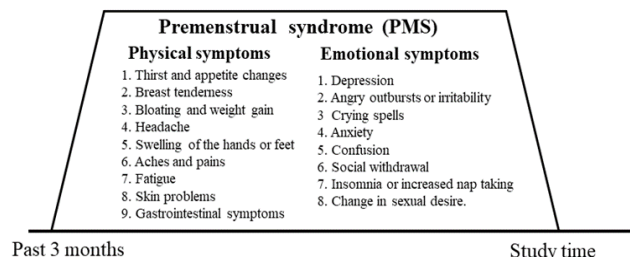 Premenstrual syndrome (PMS)
Physical symptoms
1. Thirst and appetite changes
2. Breast tenderness
3. Bloating and weight gain
4. Headache
5. Swelling of the hands or feet
6. Aches and pains
7. Fatigue
8. Skin problems
9. Gastrointestinal symptoms
Emotional symptoms
1. Depression
2. Angry outbursts or irritability
3 Crying spells
4. Anxiety
5. Confusion
6. Social withdrawal
7. Insomnia or increased nap taking
8. Change in sexual desire.
Past 3 months
Study time